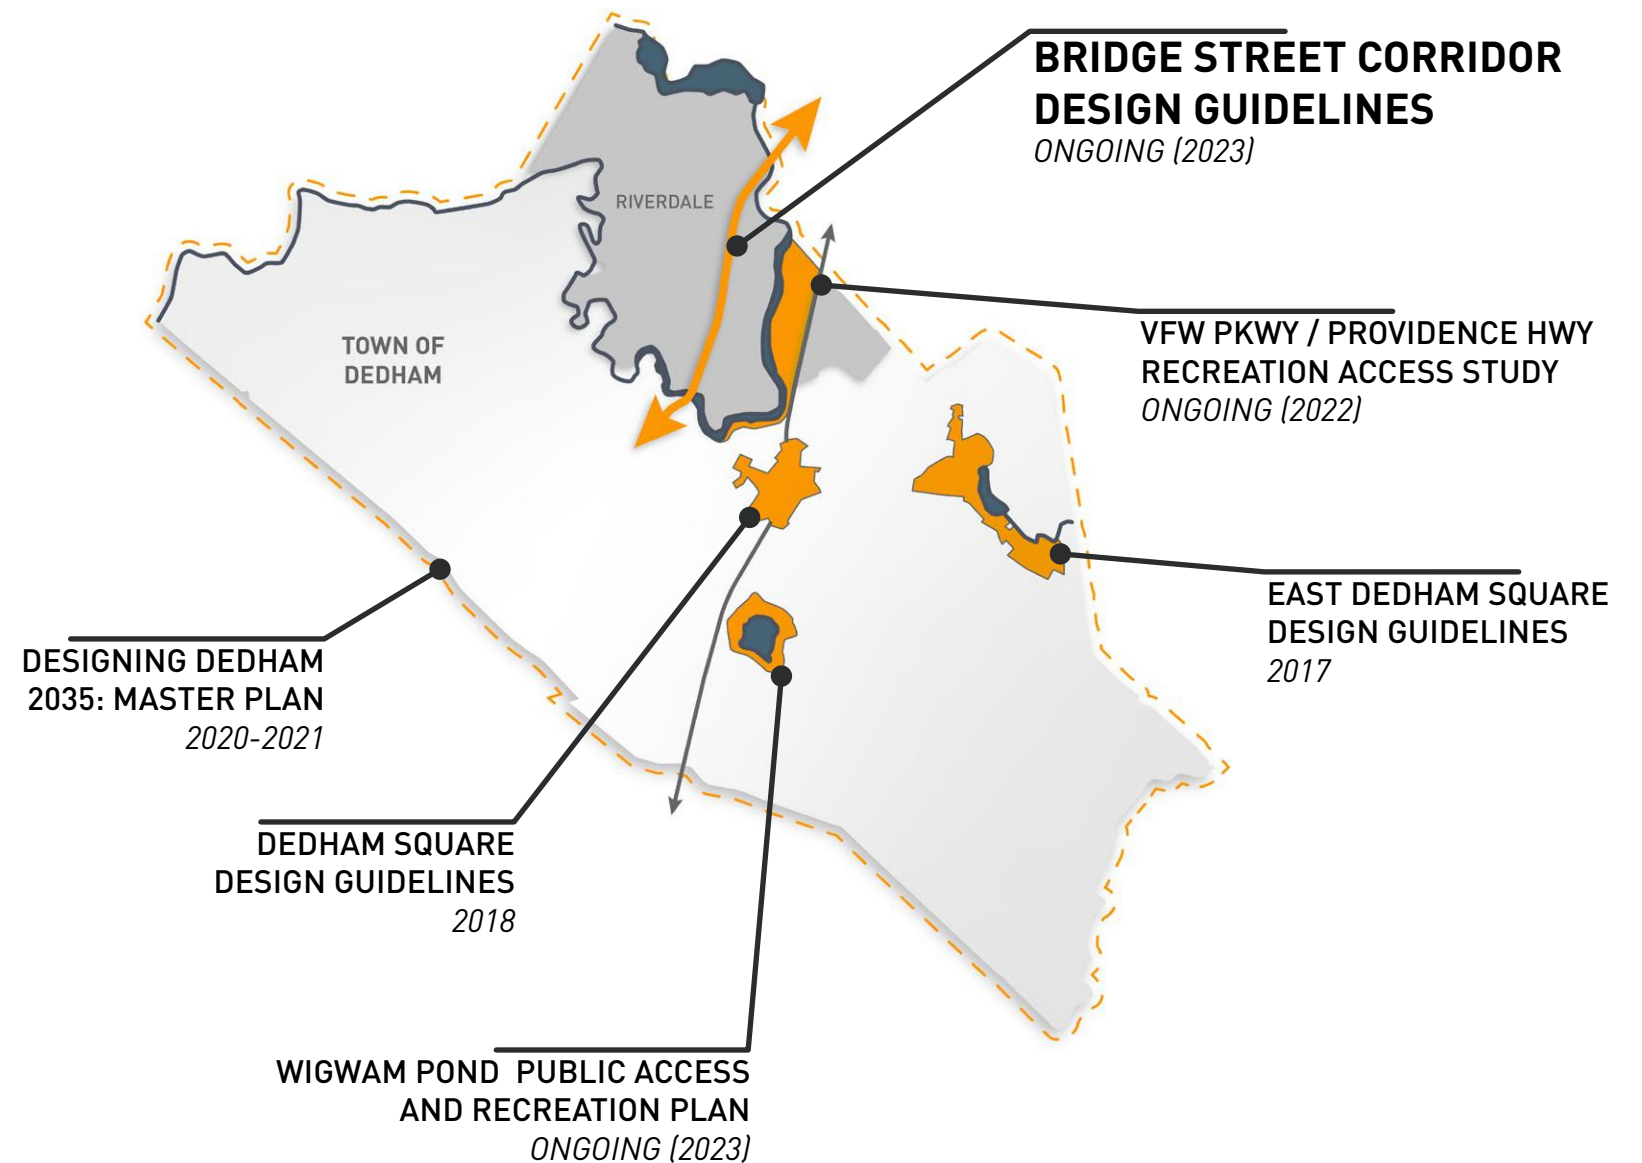 BRIDGE STREET CORRIDOR
DESIGN GUIDELINES
ONGOING (2023)
RIVERDALE
VFW PKWY / PROVIDENCE HWY
RECREATION ACCESS STUDY
ONGOING (2022)
TOWN OF
DEDHAM
EAST DEDHAM SQUARE
DESIGN GUIDELINES
2017
DESIGNING DEDHAM
2035: MASTER PLAN
2020-2021
DEDHAM SQUARE
DESIGN GUIDELINES
2018
WIGWAM POND PUBLIC ACCESS
AND RECREATION PLAN
ONGOING (2023)